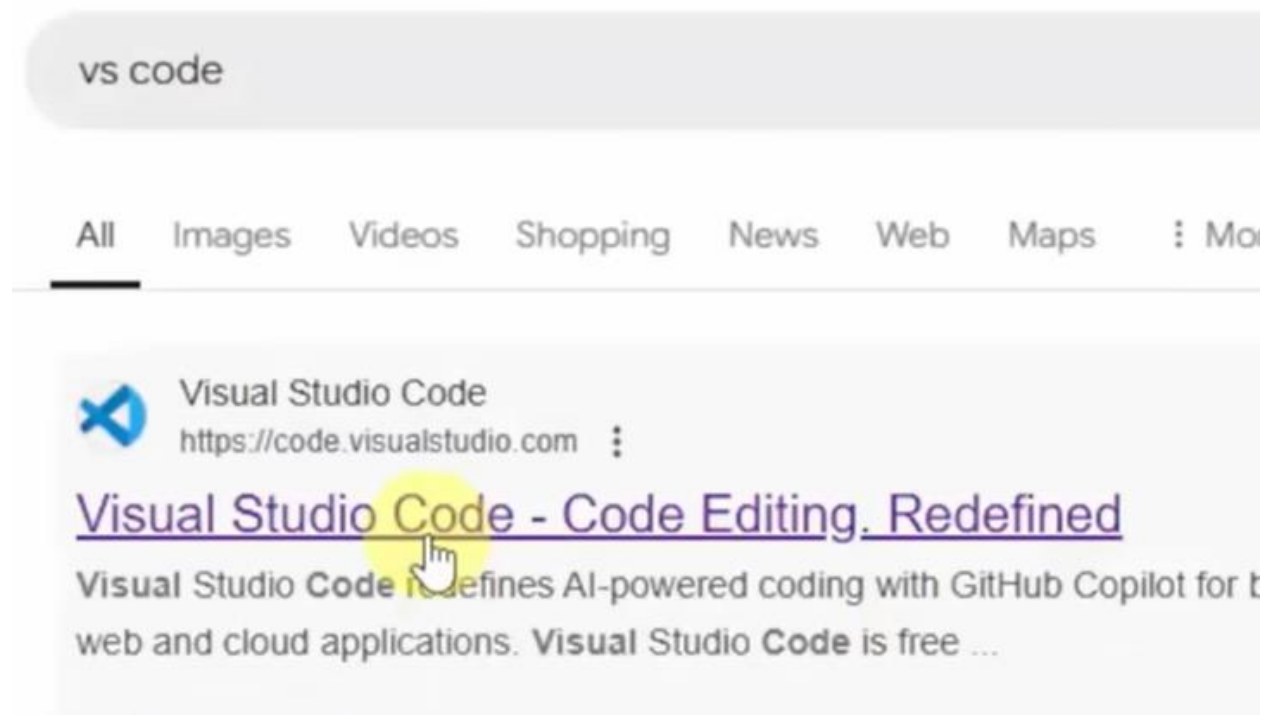 vs code
All Images Videos Shopping News Web Maps
Visual Studio Code
https://code.visualstudio.com
Visual Studio Code - Code Editing. Redefined
Visual Studio Code redefines AI-powered coding with GitHub Copilot for
web and cloud applications. Visual Studio Code is free ...